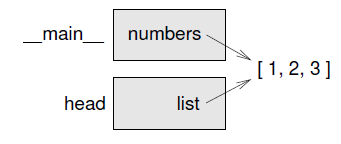 __main__ numbers
[ 1, 2, 3 ]
head list